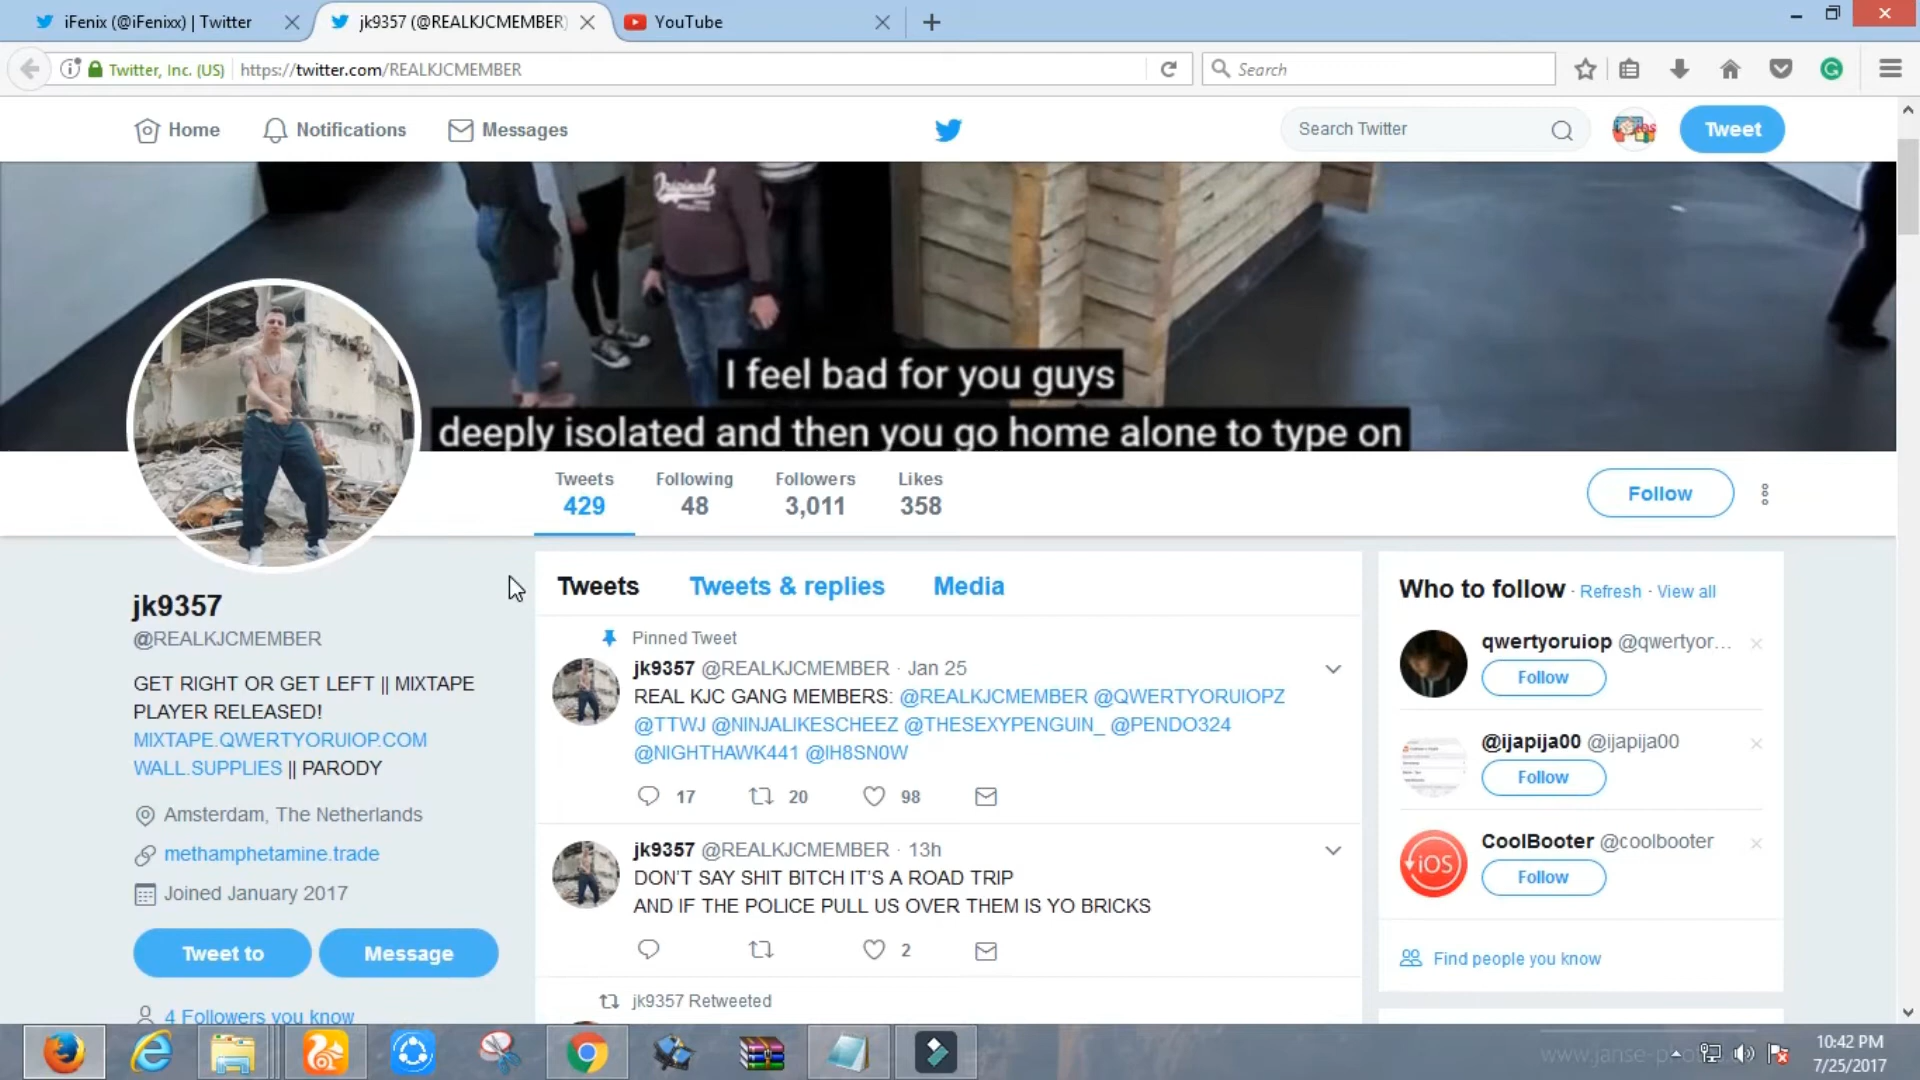 iFenix (@iFenixx) | Twitter
jk9357 (@REALKJCMEMBER)
YouTube
Twitter, Inc. (US)
https://twitter.com/REALKJCMEMBER
Search
Home
Notifications
Messages
Search Twitter
Tweet
Originals
I feel bad for you guys
deeply isolated and then you go home alone to type on
Tweets
429
Following
48
Followers
3,011
Likes
358
Follow
jk9357
@REALKJCMEMBER
GET RIGHT OR GET LEFT || MIXTAPE
PLAYER RELEASED!
MIXTAPE.QWERTYORUIOP.COM
WALL.SUPPLIES || PARODY
Amsterdam, The Netherlands
methamphetamine.trade
Joined January 2017
Tweet to
Message
4 Followers you know
Tweets
Tweets & replies
Media
Pinned Tweet
jk9357 @REALKJCMEMBER · Jan 25
REAL KJC GANG MEMBERS: @REALKJCMEMBER @QWERTYORUIOPZ
@TTWJ @NINJALIKESCHEEZ @THESEXYPENGUIN_ @PENDO324
@NIGHTHAWK441 @IH8SN0W
17
20
98
jk9357 @REALKJCMEMBER · 13h
DON'T SAY SHIT BITCH IT'S A ROAD TRIP
AND IF THE POLICE PULL US OVER THEM IS YO BRICKS
2
jk9357 Retweeted
Who to follow · Refresh · View all
qwertyoruiop @qwertyor...
Follow
@ijapija00 @ijapija00
Follow
CoolBooter @coolbooter
iOS
Follow
Find people you know
10:42 PM
7/25/2017